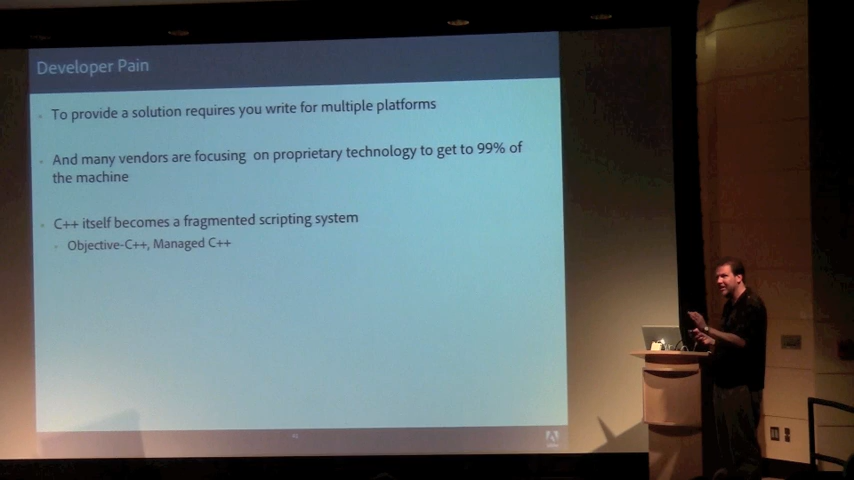 Developer Pain
To provide a solution requires you write for multiple platforms
And many vendors are focusing on proprietary technology to get to 99% of
the machine
C++ itself becomes a fragmented scripting system
Objective-C++, Managed C++